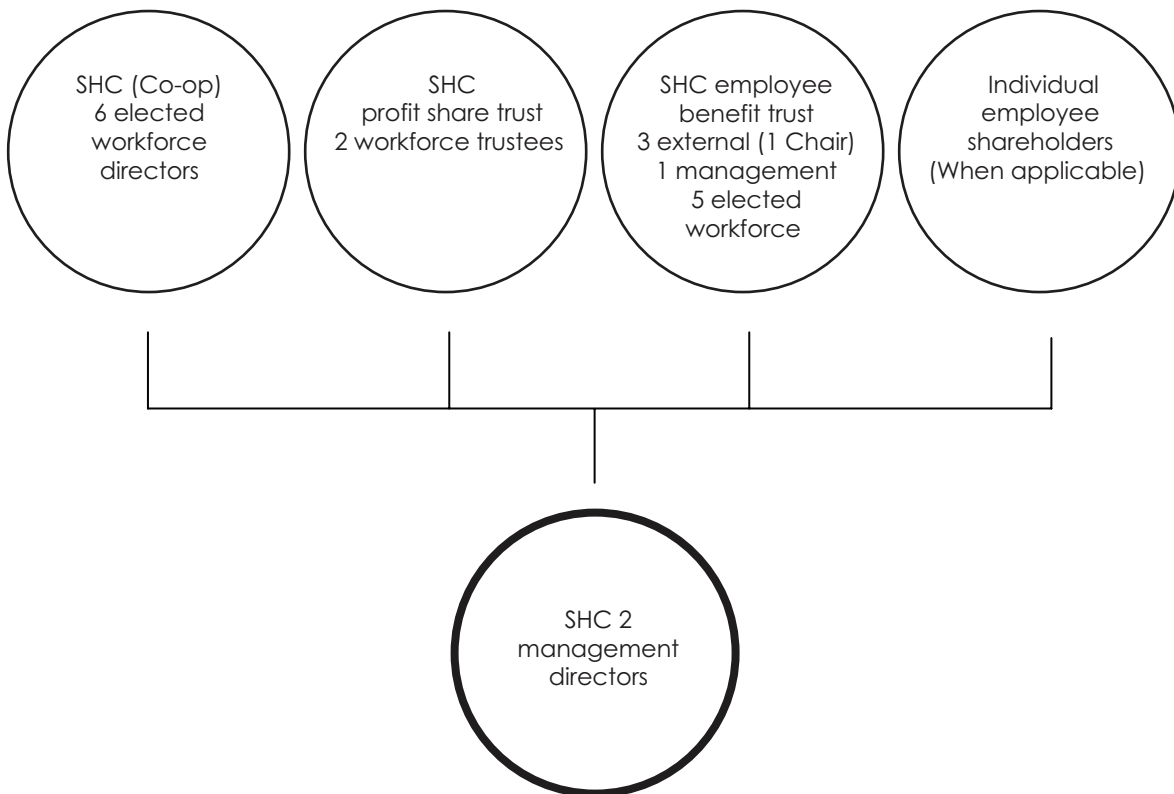 SHC (Co-op)
6 elected
workforce
directors
SHC
profit share trust
2 workforce trustees
SHC employee
benefit trust
3 external (1 Chair)
1 management
5 elected
workforce
Individual
employee
shareholders
(When applicable)
SHC 2
management
directors